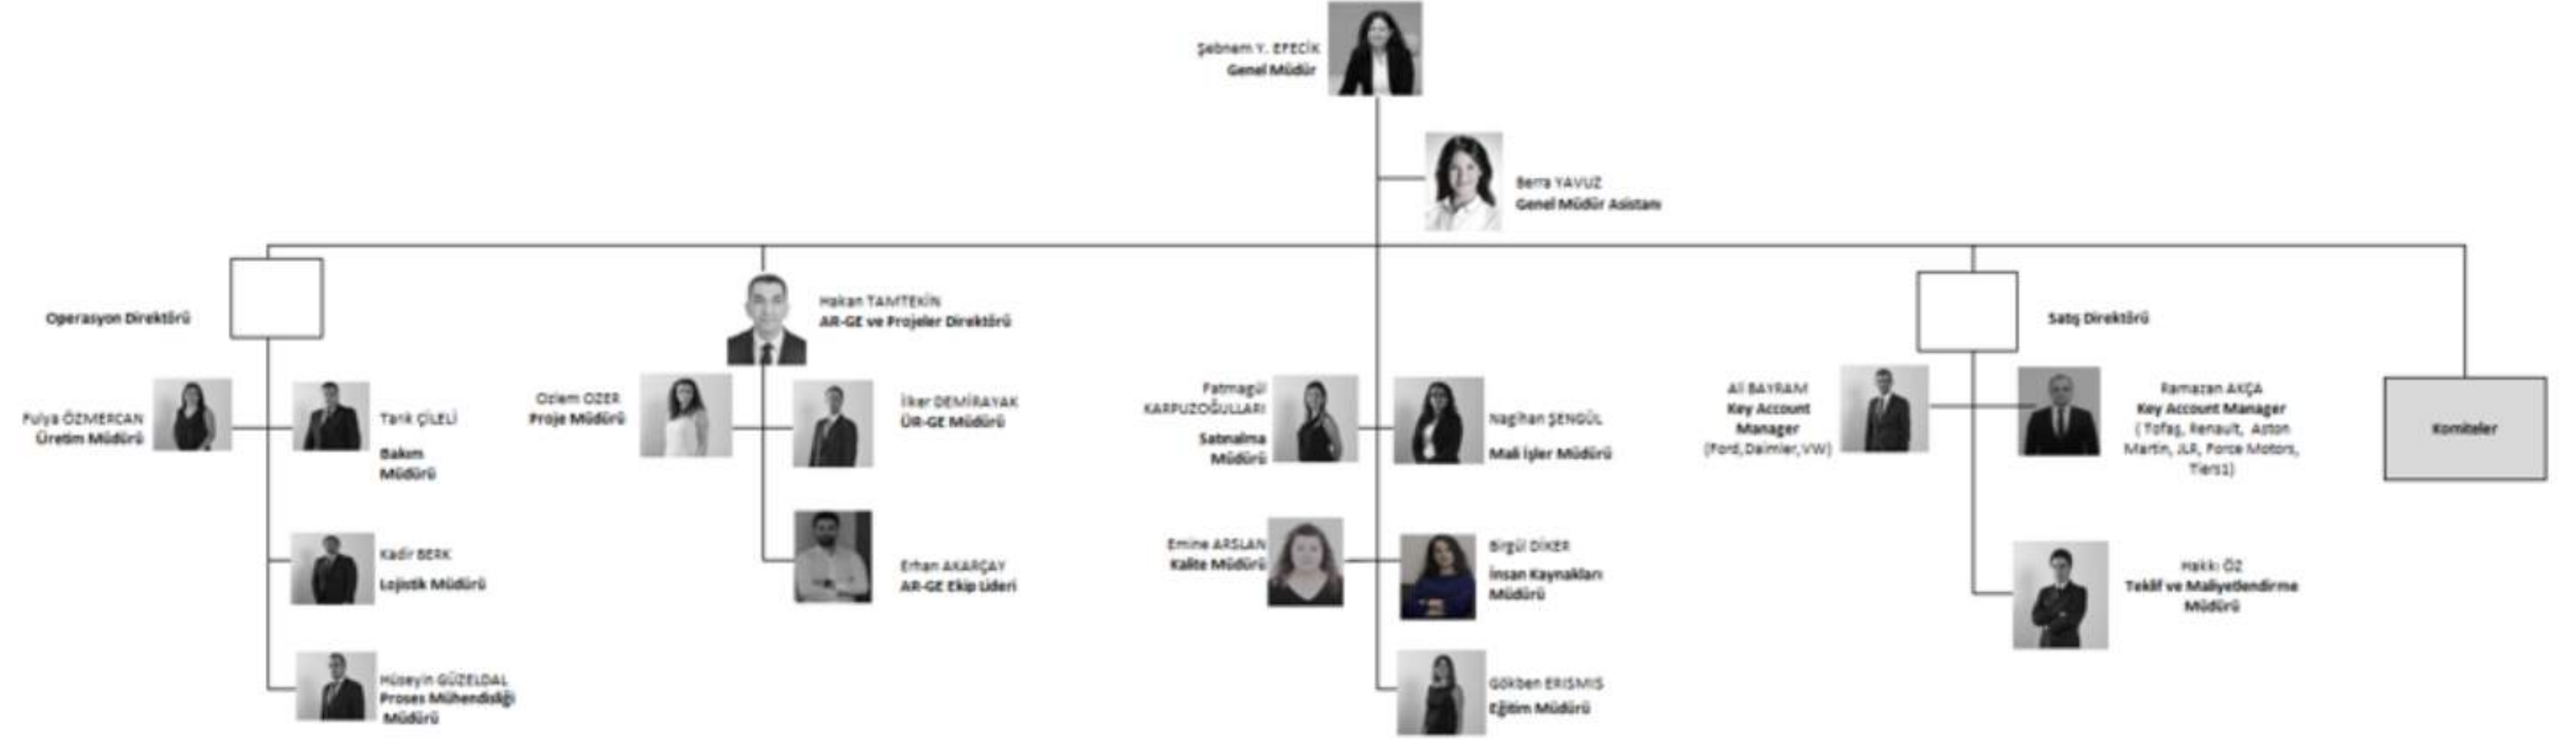 Şebnem Y. EFECİK
Genel Müdür
Berra YAVUZ
Genel Müdür Asistanı
Operasyon Direktörü
Fulya ÖZMERCAN
Üretim Müdürü
Tarık ÇİLELİ
Bakım
Müdürü
Kadir BERK
Lojistik Müdürü
Hüseyin GÜZELDAL
Proses Mühendisliği
Müdürü
Hakan TAMTEKİN
AR-GE ve Projeler Direktörü
Ozlem OZER
Proje Müdürü
İlker DEMİRAYAK
ÜR-GE Müdürü
Erhan AKARÇAY
AR-GE Ekip Lideri
Fatmagül
KARPUZOĞULLARI
Satınalma
Müdürü
Nagihan ŞENGÜL
Mali İşler Müdürü
Emine ARSLAN
Kalite Müdürü
Birgül DİKER
İnsan Kaynakları
Müdürü
Gökben ERISMIS
Eğitim Müdürü
Satış Direktörü
Ali BAYRAM
Key Account
Manager
(Ford,Daimler,VW)
Ramazan AKÇA
Key Account Manager
( Tofaş, Renault, Aston
Martin, JLR, Force Motors,
Tiers1)
Hakkı ÖZ
Teklif ve Maliyetlendirme
Müdürü
Komiteler